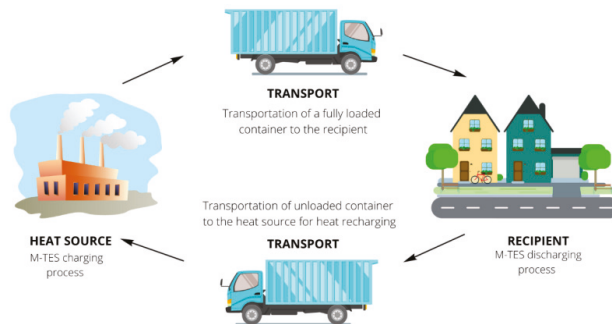 TRANSPORT
Transportation of a fully loaded
container to the recipient
HEAT SOURCE
M-TES charging
process
RECIPIENT
M-TES discharging
process
Transportation of unloaded container
to the heat source for heat recharging
TRANSPORT